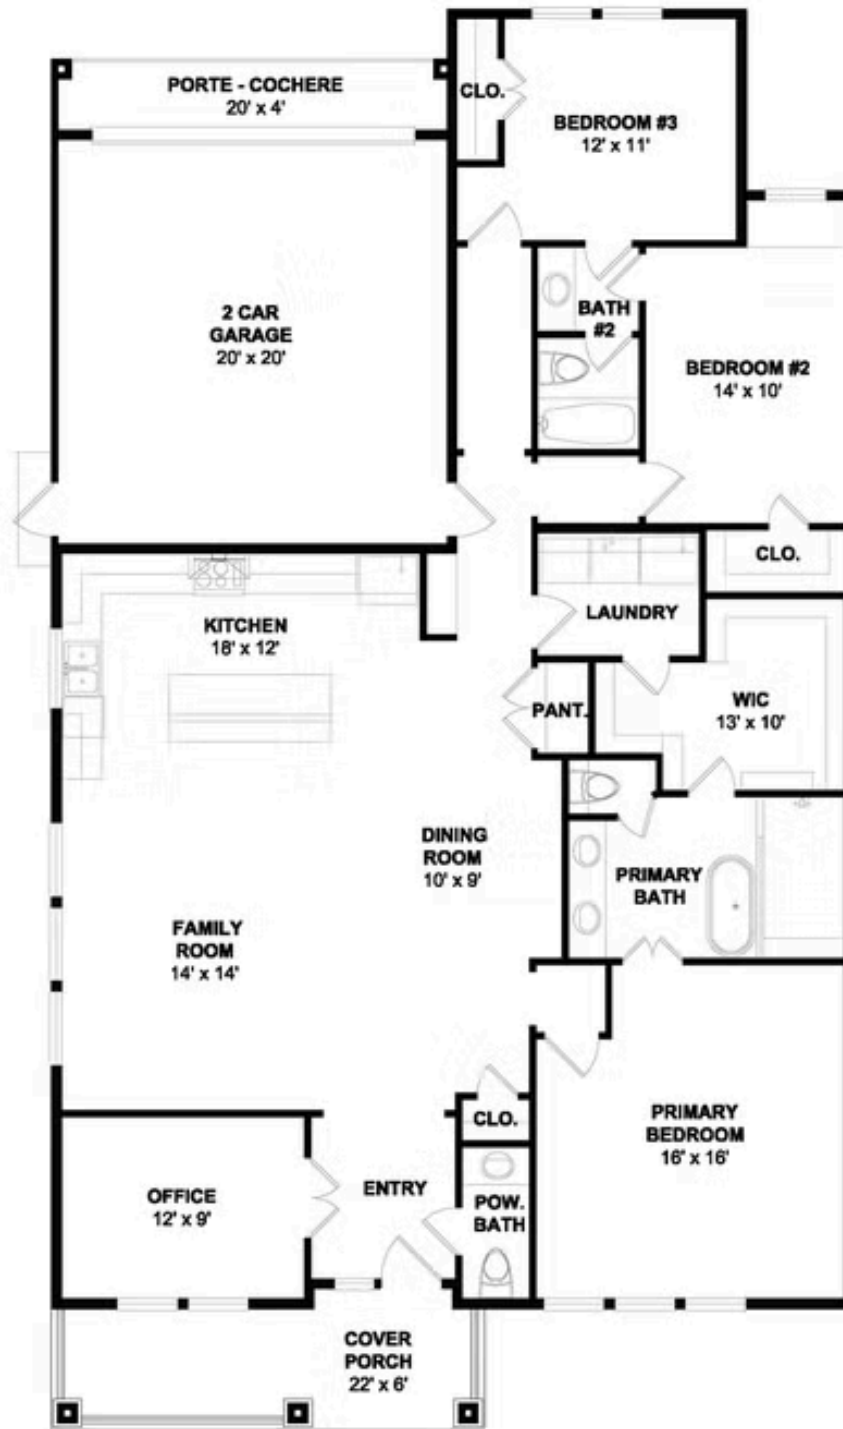 PORTE - COCHERE
20' x 4'
CLO.
BEDROOM #3
12' x 11'
2 CAR
GARAGE
20' x 20'
BATH
#2
BEDROOM #2
14' x 10'
CLO.
KITCHEN
18' x 12'
LAUNDRY
PANT.
WIC
13' x 10'
DINING
ROOM
10' x 9'
PRIMARY
BATH
FAMILY
ROOM
14' x 14'
CLO.
PRIMARY
BEDROOM
16' x 16'
OFFICE
12' x 9'
ENTRY
POW.
BATH
COVER
PORCH
22' x 6'